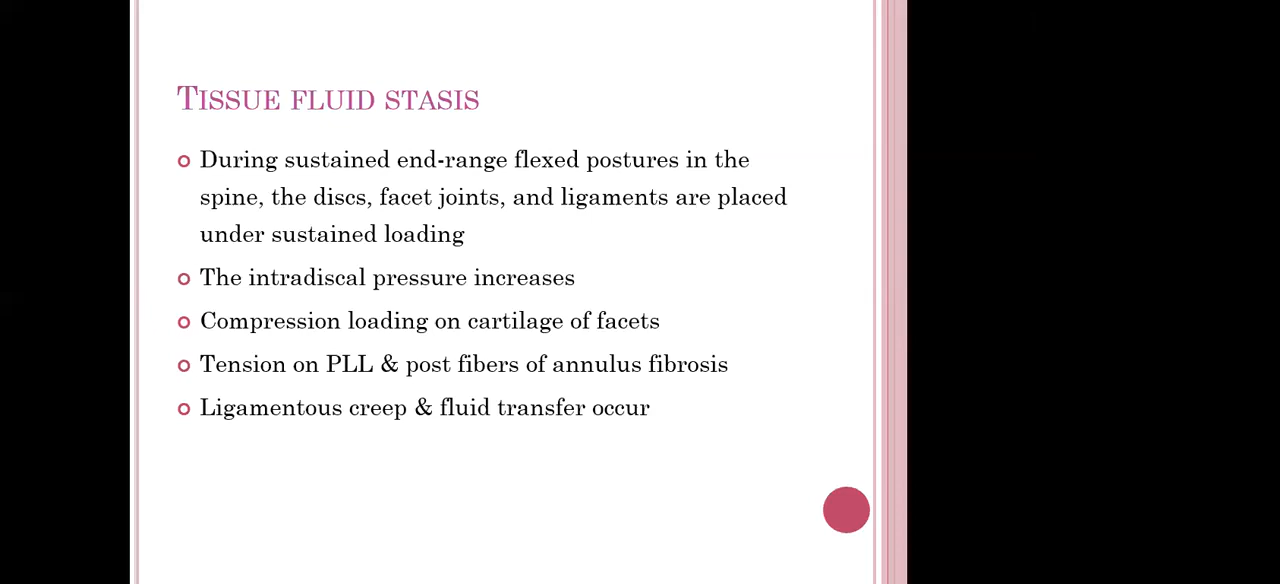 TISSUE FLUID STASIS
During sustained end-range flexed postures in the
spine, the discs, facet joints, and ligaments are placed
under sustained loading
The intradiscal pressure increases
Compression loading on cartilage of facets
Tension on PLL & post fibers of annulus fibrosis
Ligamentous creep & fluid transfer occur